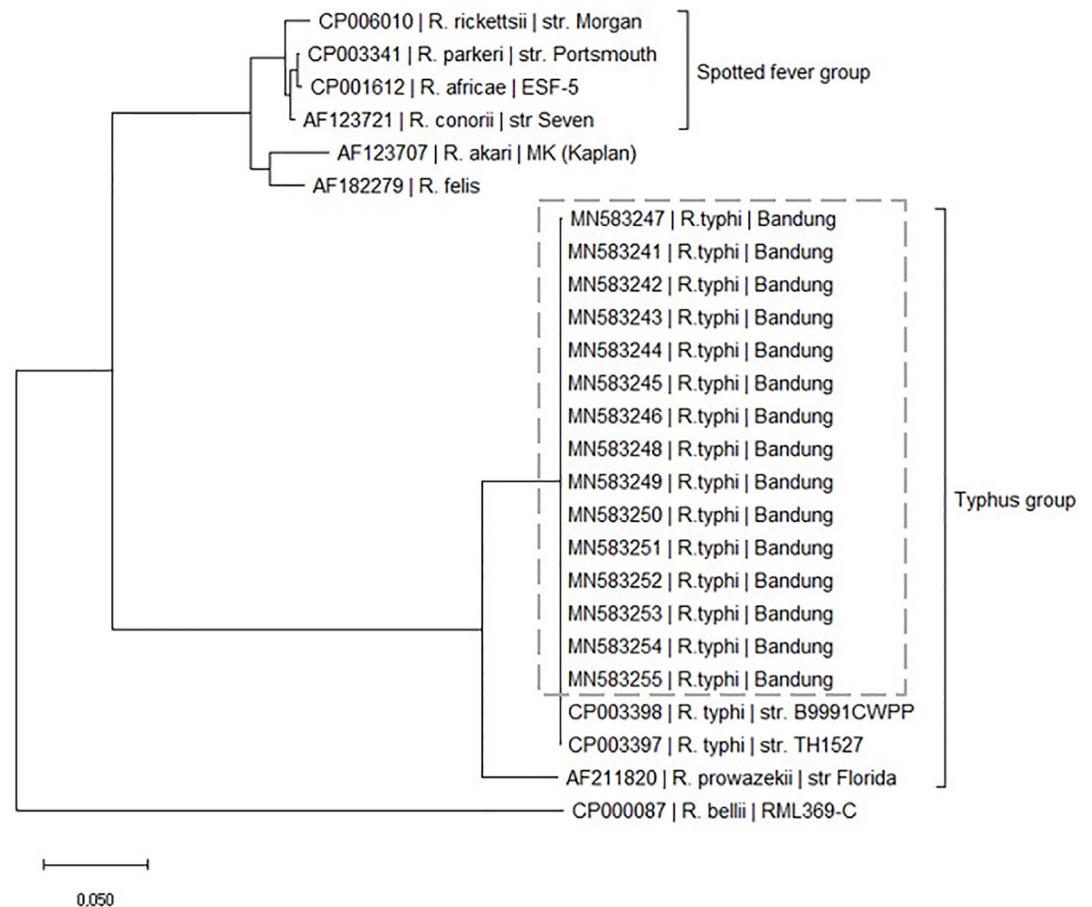 CP006010 | R. rickettsii | str. Morgan
CP003341 | R. parkeri | str. Portsmouth
Spotted fever group
CP001612 | R. africae | ESF-5
AF123721 | R. conorii | str Seven
AF123707 | R. akari | MK (Kaplan)
AF182279 | R. felis
MN583247 | R.typhi | Bandung
MN583241 | R.typhi | Bandung
MN583242 | R.typhi | Bandung
MN583243 | R.typhi | Bandung
MN583244 | R.typhi | Bandung
MN583245 | R.typhi | Bandung
MN583246 | R.typhi | Bandung
MN583248 | R.typhi | Bandung
MN583249 | R.typhi | Bandung
Typhus group
MN583250 | R.typhi | Bandung
MN583251 | R.typhi | Bandung
MN583252 | R.typhi | Bandung
MN583253 | R.typhi | Bandung
MN583254 | R.typhi | Bandung
MN583255 | R.typhi | Bandung
CP003398 | R. typhi | str. B9991CWPP
CP003397 | R. typhi | str. TH1527
AF211820 | R. prowazekii | str Florida
CP000087 | R. bellii | RML369-C
0,050